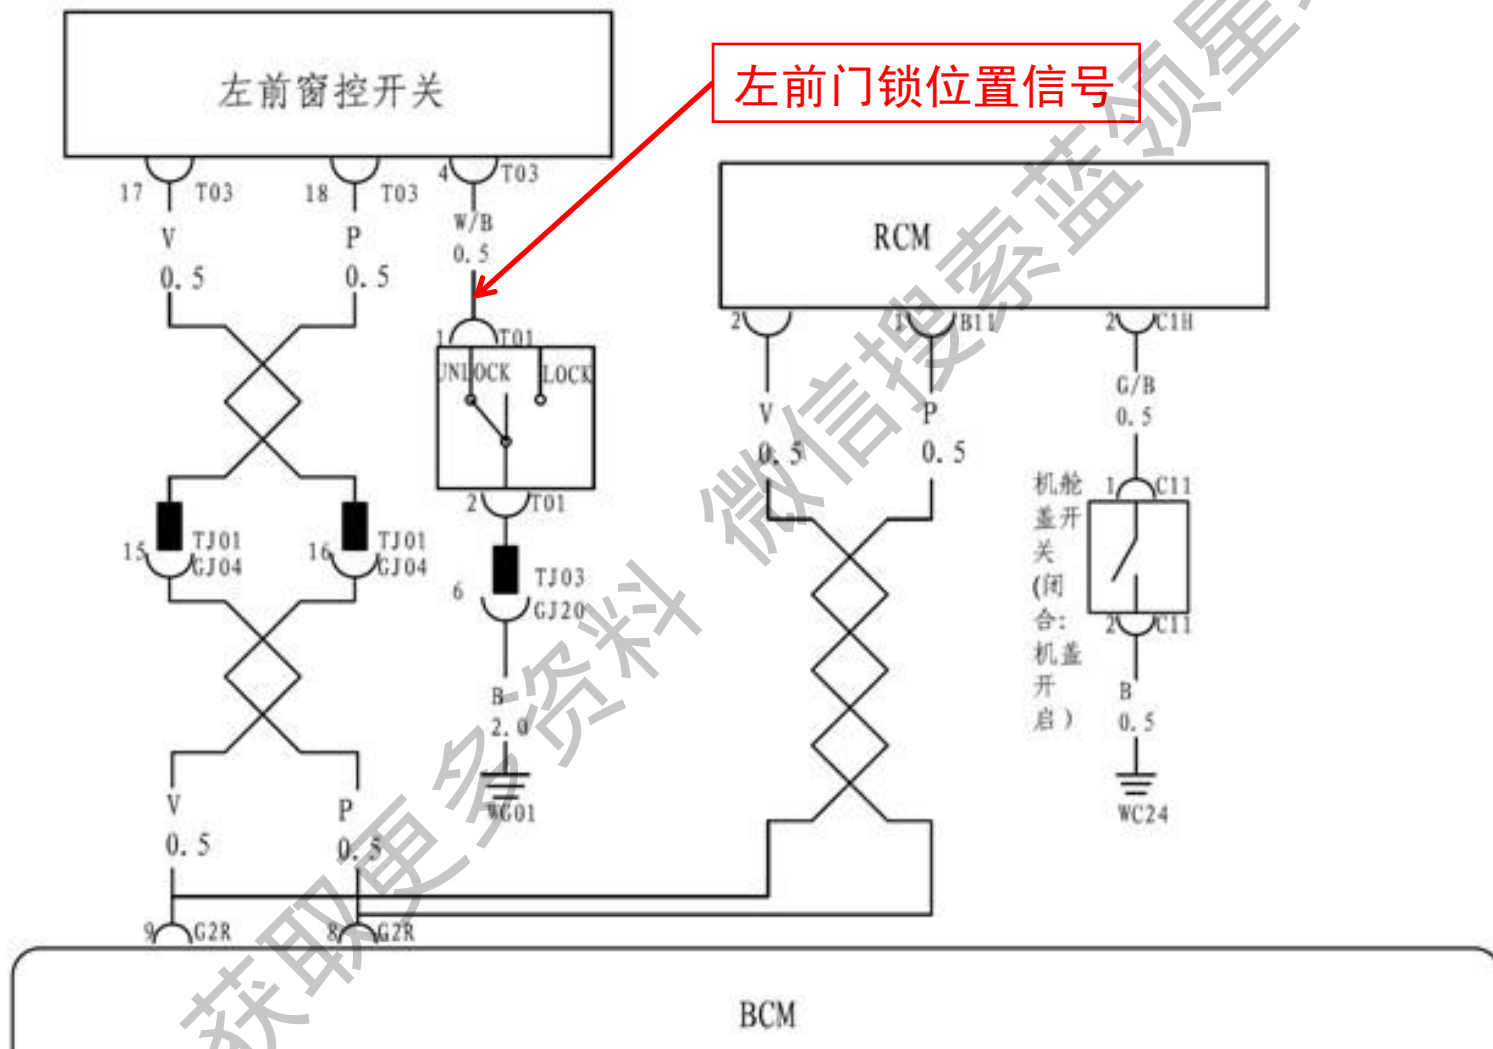 左前窗控开关
左前门锁位置信号
17 T03
18 T03
4 T03
V
0.5
P
0.5
W/B
0.5
1 T01
UNLOCK LOCK
2 T01
15 TJ01
GJ04
16 TJ01
GJ04
6 TJ03
GJ20
B
2.0
WG01
V
0.5
P
0.5
9 G2R
8 G2R
RCM
2
1 B11
2 C1H
V
0.5
P
0.5
G/B
0.5
机舱
盖开
关
(闭
合:
机盖
开
启)
1 C11
2 C11
B
0.5
WC24
BCM
获取更多资料 微信搜索蓝领星